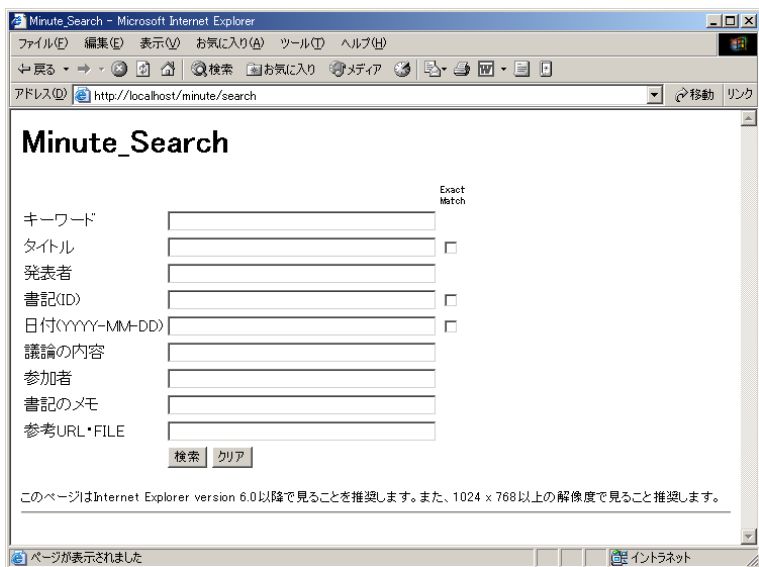 Minute_Search - Microsoft Internet Explorer
ファイル(F) 編集(E) 表示(V) お気に入り(A) ツール(T) ヘルプ(H)
戻る 検索 お気に入り メディア
アドレス(D) http://localhost/minute/search 移動 リンク
Minute_Search
Exact
Match
キーワード
タイトル
発表者
書記(ID)
日付(YYYY-MM-DD)
議論の内容
参加者
書記のメモ
参考URL・FILE
検索 クリア
このページはInternet Explorer version 6.0以降で見ることを推奨します。また、1024 x 768以上の解像度で見ること推奨します。
ページが表示されました イントラネット